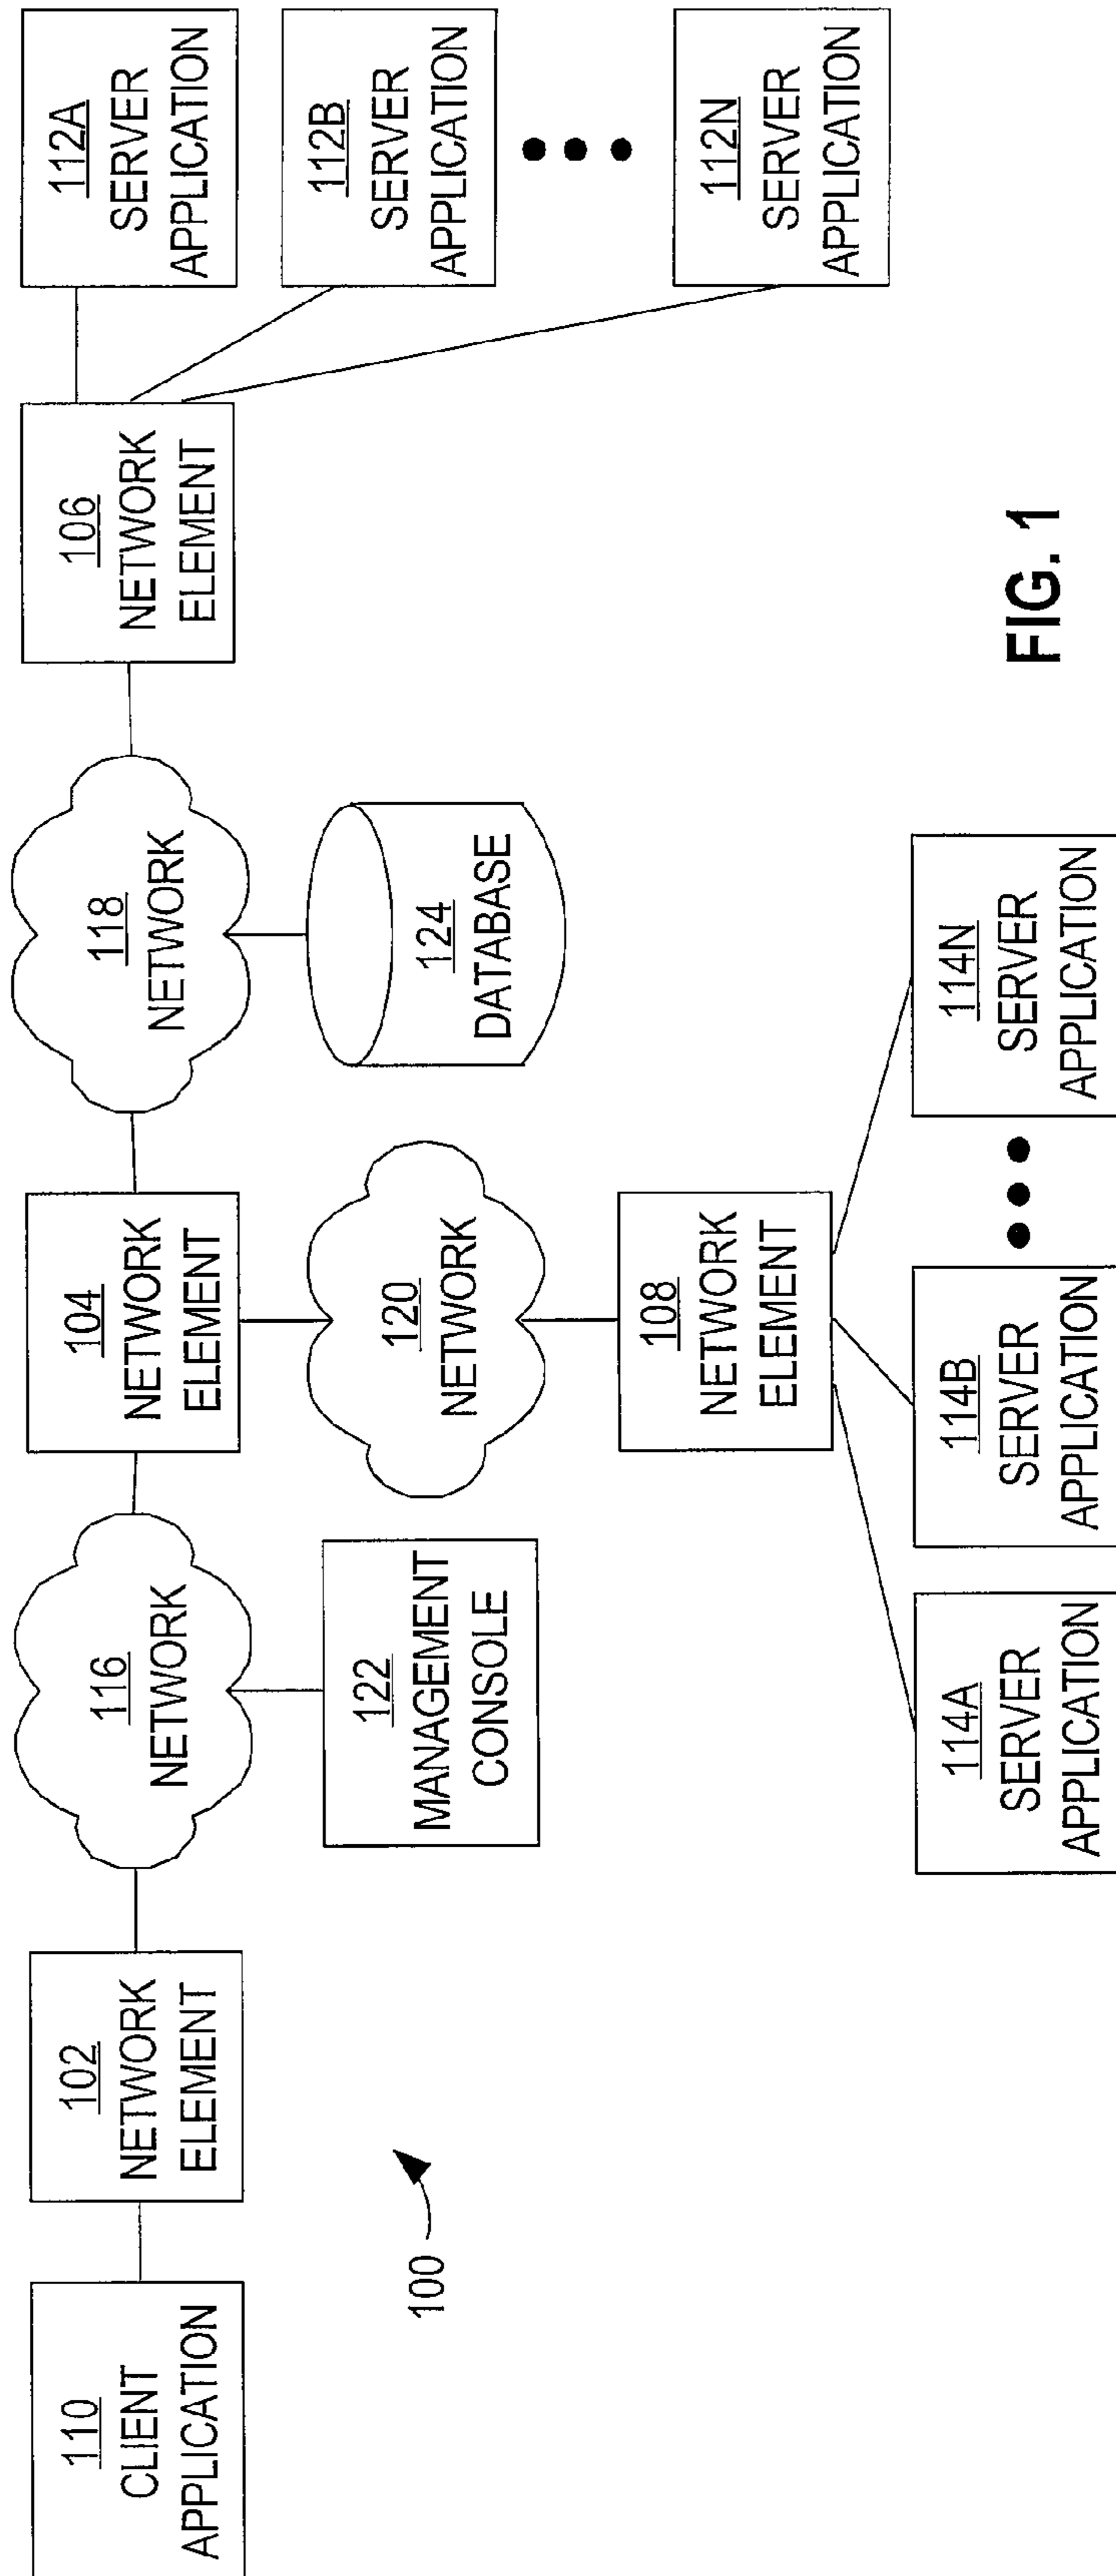 110
CLIENT
APPLICATION
102
NETWORK
ELEMENT
116
NETWORK
104
NETWORK
ELEMENT
118
NETWORK
106
NETWORK
ELEMENT
112A
SERVER
APPLICATION
112B
SERVER
APPLICATION
112N
SERVER
APPLICATION
122
MANAGEMENT
CONSOLE
120
NETWORK
124
DATABASE
100
108
NETWORK
ELEMENT
114A
SERVER
APPLICATION
114B
SERVER
APPLICATION
114N
SERVER
APPLICATION
FIG. 1